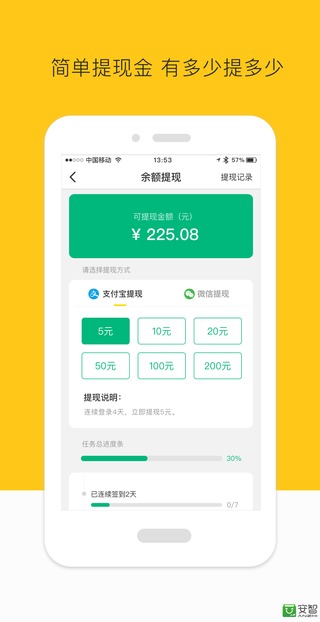 简单提现金 有多少提多少
中国移动 13:53 57%
余额提现 提现记录
可提现金额（元）
¥ 225.08
请选择提现方式
支付宝提现 微信提现
5元 10元 20元
50元 100元 200元
提现说明：
连续登录4天，立即提现5元。
任务总进度条
30%
已连续签到2天
0/7
安智